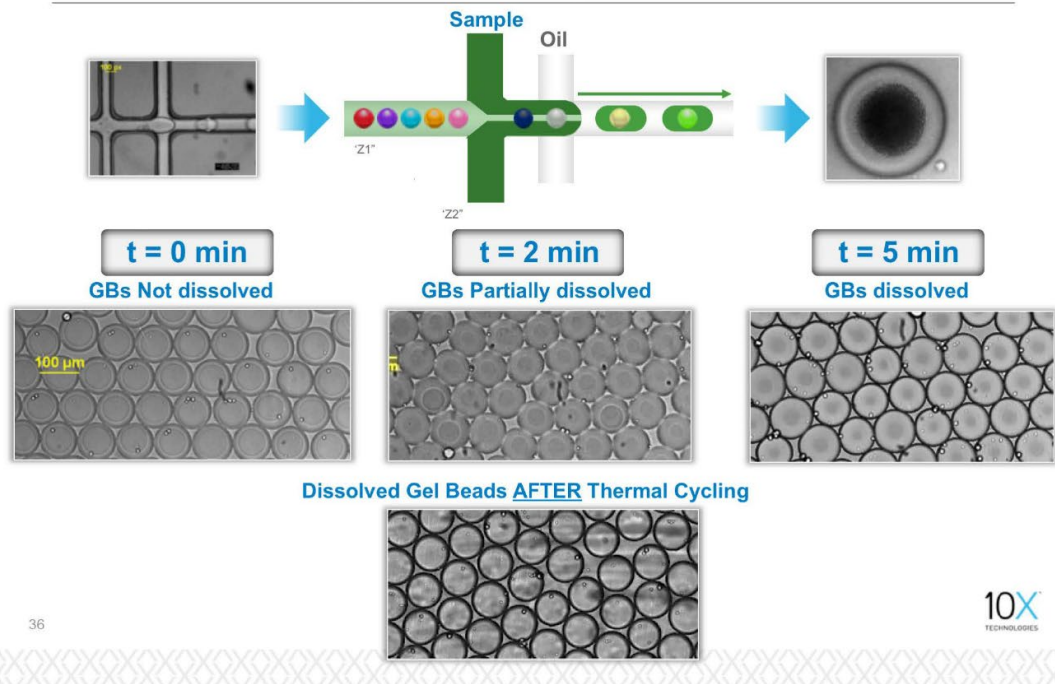 Sample
Oil
'Z1"
'Z2"
t = 0 min
t = 2 min
t = 5 min
GBs Not dissolved
GBs Partially dissolved
GBs dissolved
100 µm
m
Dissolved Gel Beads AFTER Thermal Cycling
36
10X
TECHNOLOGIES